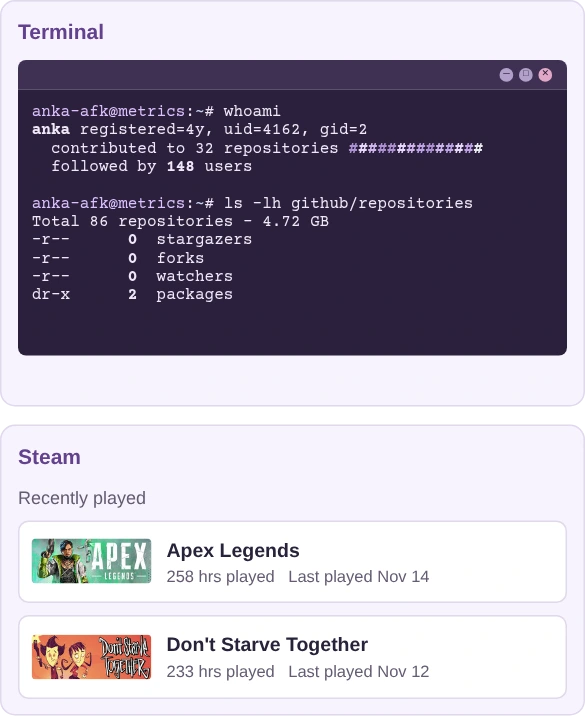 Terminal
anka-afk@metrics:~# whoami
anka registered=4y, uid=4162, gid=2
contributed to 32 repositories ##############
followed by 148 users
anka-afk@metrics:~# ls -lh github/repositories
Total 86 repositories - 4.72 GB
-r-- 0 stargazers
-r-- 0 forks
-r-- 0 watchers
dr-x 2 packages
Steam
Recently played
APEX
LEGENDS
Apex Legends
258 hrs played Last played Nov 14
Don't Starve
TOGETHER
Don't Starve Together
233 hrs played Last played Nov 12